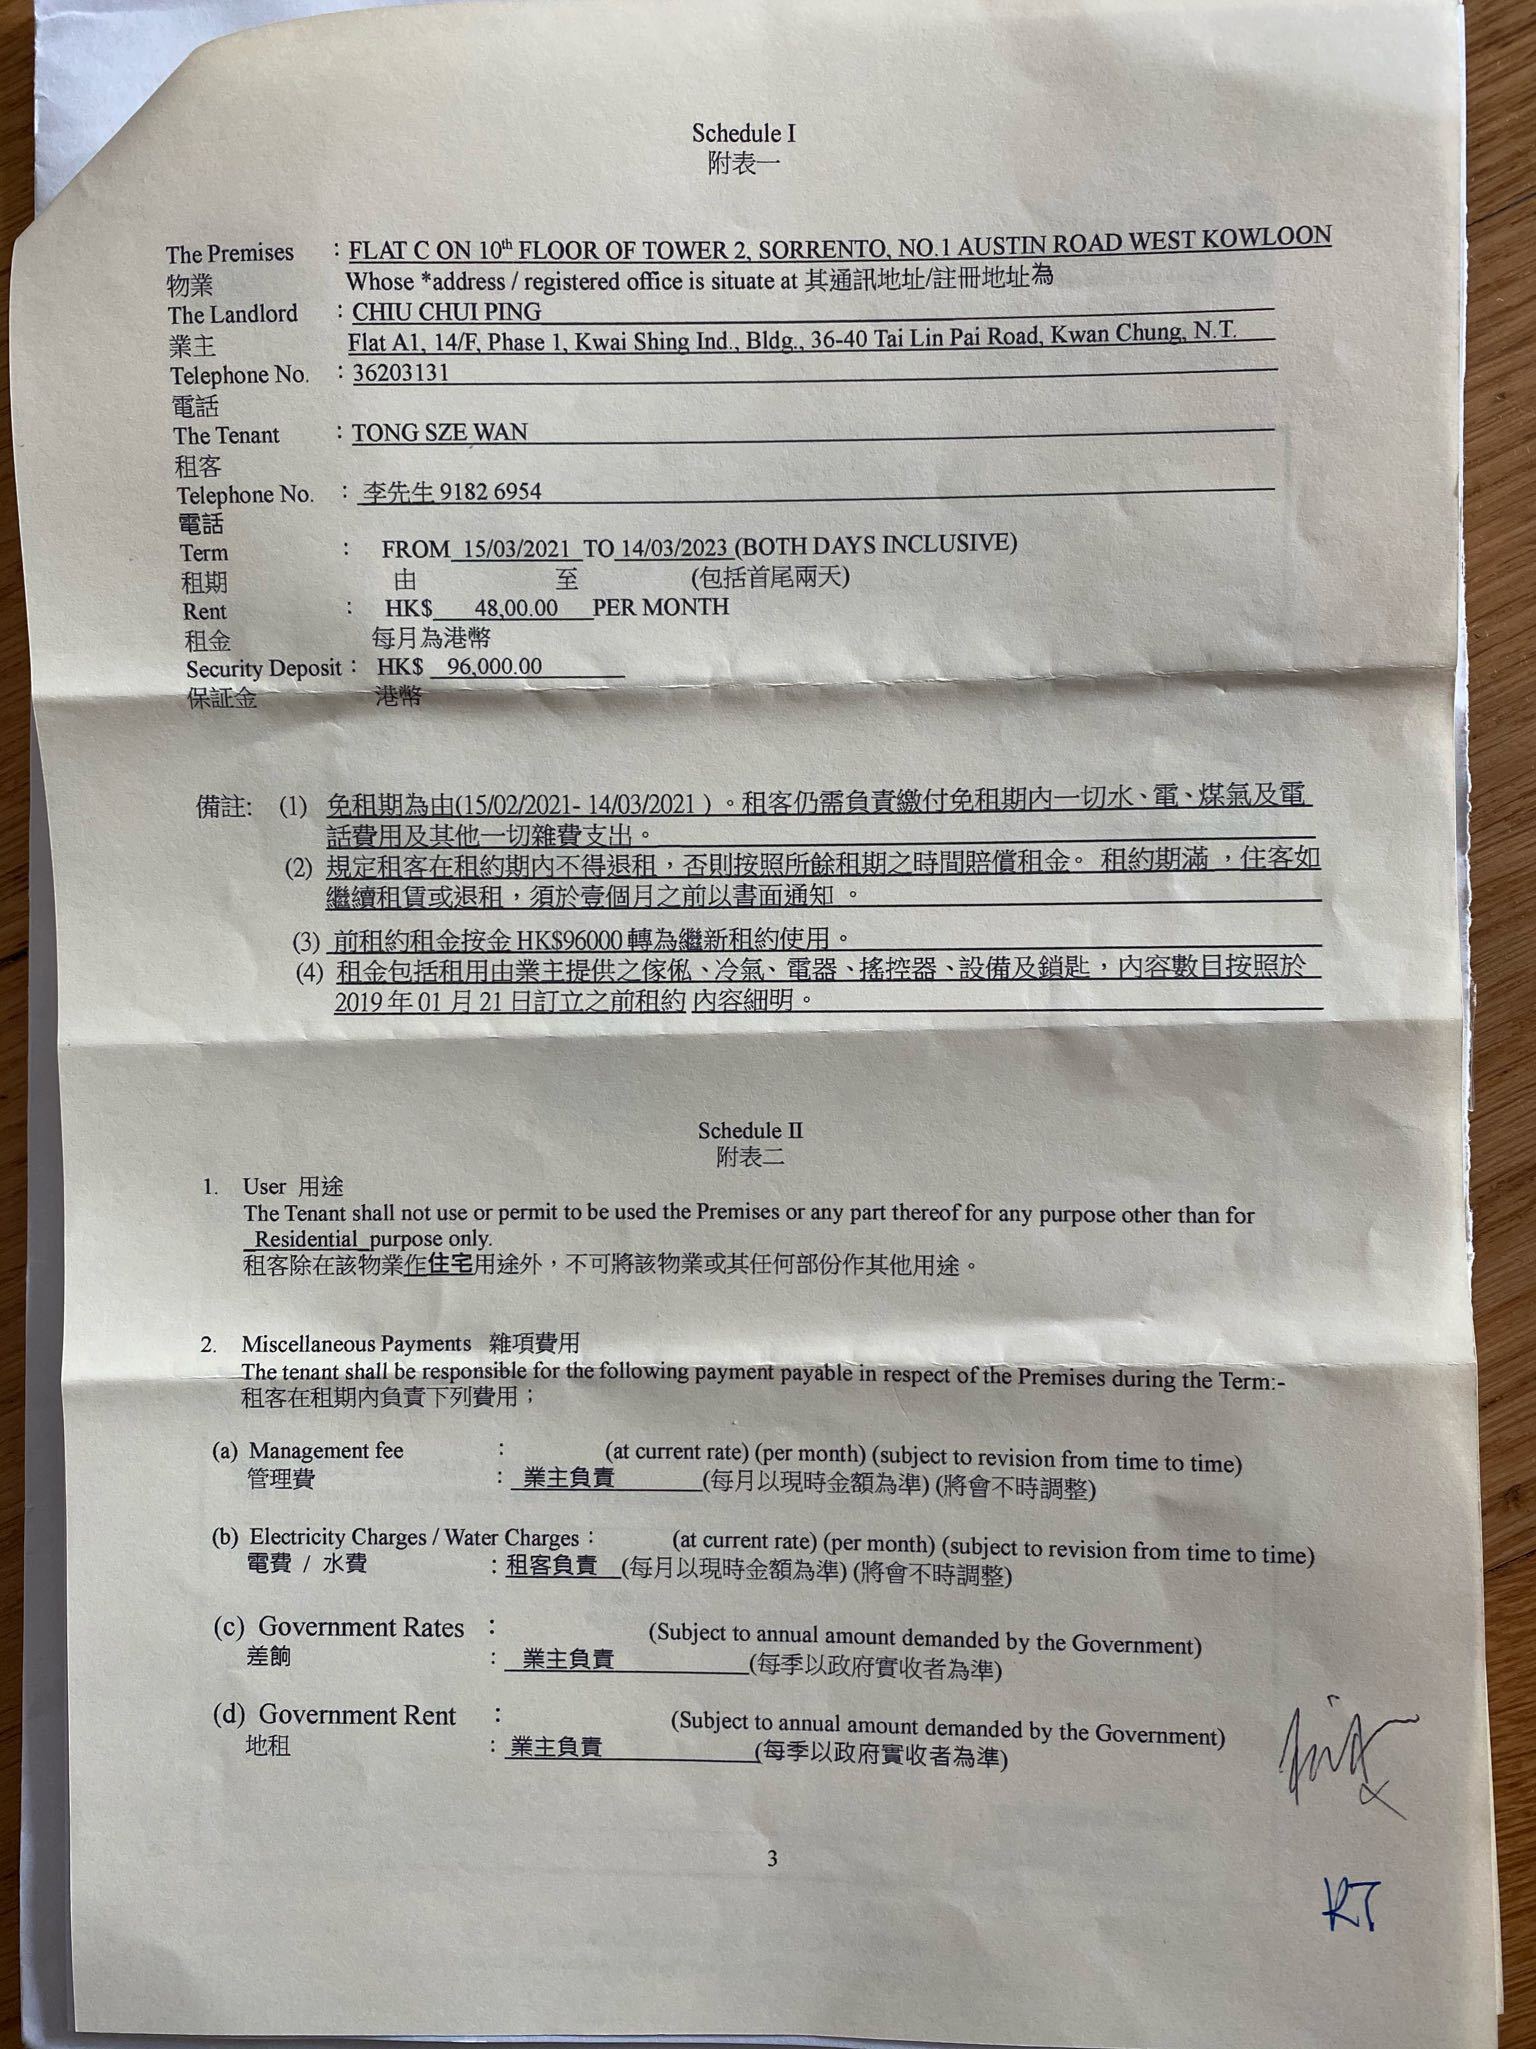 Schedule I
附表一
The Premises : FLAT C ON 10th FLOOR OF TOWER 2, SORRENTO, NO.1 AUSTIN ROAD WEST KOWLOON
物業 Whose *address / registered office is situate at 其通訊地址/註冊地址為
The Landlord : CHIU CHUI PING
業主 Flat A1, 14/F, Phase 1, Kwai Shing Ind., Bldg., 36-40 Tai Lin Pai Road, Kwan Chung, N.T.
Telephone No. : 36203131
電話
The Tenant : TONG SZE WAN
租客
Telephone No. : 李先生 9182 6954
電話
Term : FROM 15/03/2021 TO 14/03/2023 (BOTH DAYS INCLUSIVE)
租期 由 至 (包括首尾兩天)
Rent : HK$ 48,00.00 PER MONTH
租金 每月為港幣
Security Deposit : HK$ 96,000.00
保証金 港幣
備註: (1) 免租期為由(15/02/2021- 14/03/2021 ) 。租客仍需負責繳付免租期內一切水、電、煤氣及電
話費用及其他一切雜費支出。
(2) 規定租客在租約期內不得退租，否則按照所餘租期之時間賠償租金。 租約期滿 ，住客如
繼續租賃或退租，須於壹個月之前以書面通知 。
(3) 前租約租金按金 HK$96000 轉為繼新租約使用。
(4) 租金包括租用由業主提供之傢俬、冷氣、電器、搖控器、設備及鎖匙，內容數目按照於
2019 年 01 月 21 日訂立之前租約 內容細明。
Schedule II
附表二
1. User 用途
The Tenant shall not use or permit to be used the Premises or any part thereof for any purpose other than for
Residential purpose only.
租客除在該物業作住宅用途外，不可將該物業或其任何部份作其他用途。
2. Miscellaneous Payments 雜項費用
The tenant shall be responsible for the following payment payable in respect of the Premises during the Term:-
租客在租期內負責下列費用；
(a) Management fee : (at current rate) (per month) (subject to revision from time to time)
管理費 : 業主負責 (每月以現時金額為準) (將會不時調整)
(b) Electricity Charges / Water Charges : (at current rate) (per month) (subject to revision from time to time)
電費 / 水費 : 租客負責 (每月以現時金額為準) (將會不時調整)
(c) Government Rates : (Subject to annual amount demanded by the Government)
差餉 : 業主負責 (每季以政府實收者為準)
(d) Government Rent : (Subject to annual amount demanded by the Government)
地租 : 業主負責 (每季以政府實收者為準)
3
KT